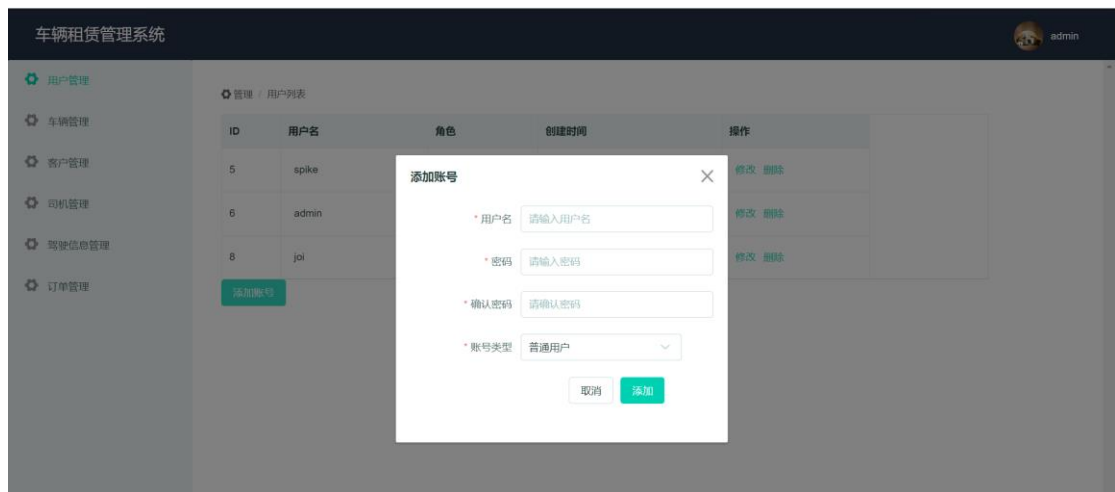 车辆租赁管理系统
admin
用户管理
车辆管理
客户管理
司机管理
驾驶信息管理
订单管理
管理 / 用户列表
ID 用户名 角色 创建时间 操作
5 spike 修改 删除
6 admin 修改 删除
8 joi 修改 删除
添加账号
添加账号
* 用户名 请输入用户名
* 密码 请输入密码
* 确认密码 请确认密码
* 账号类型 普通用户
取消 添加